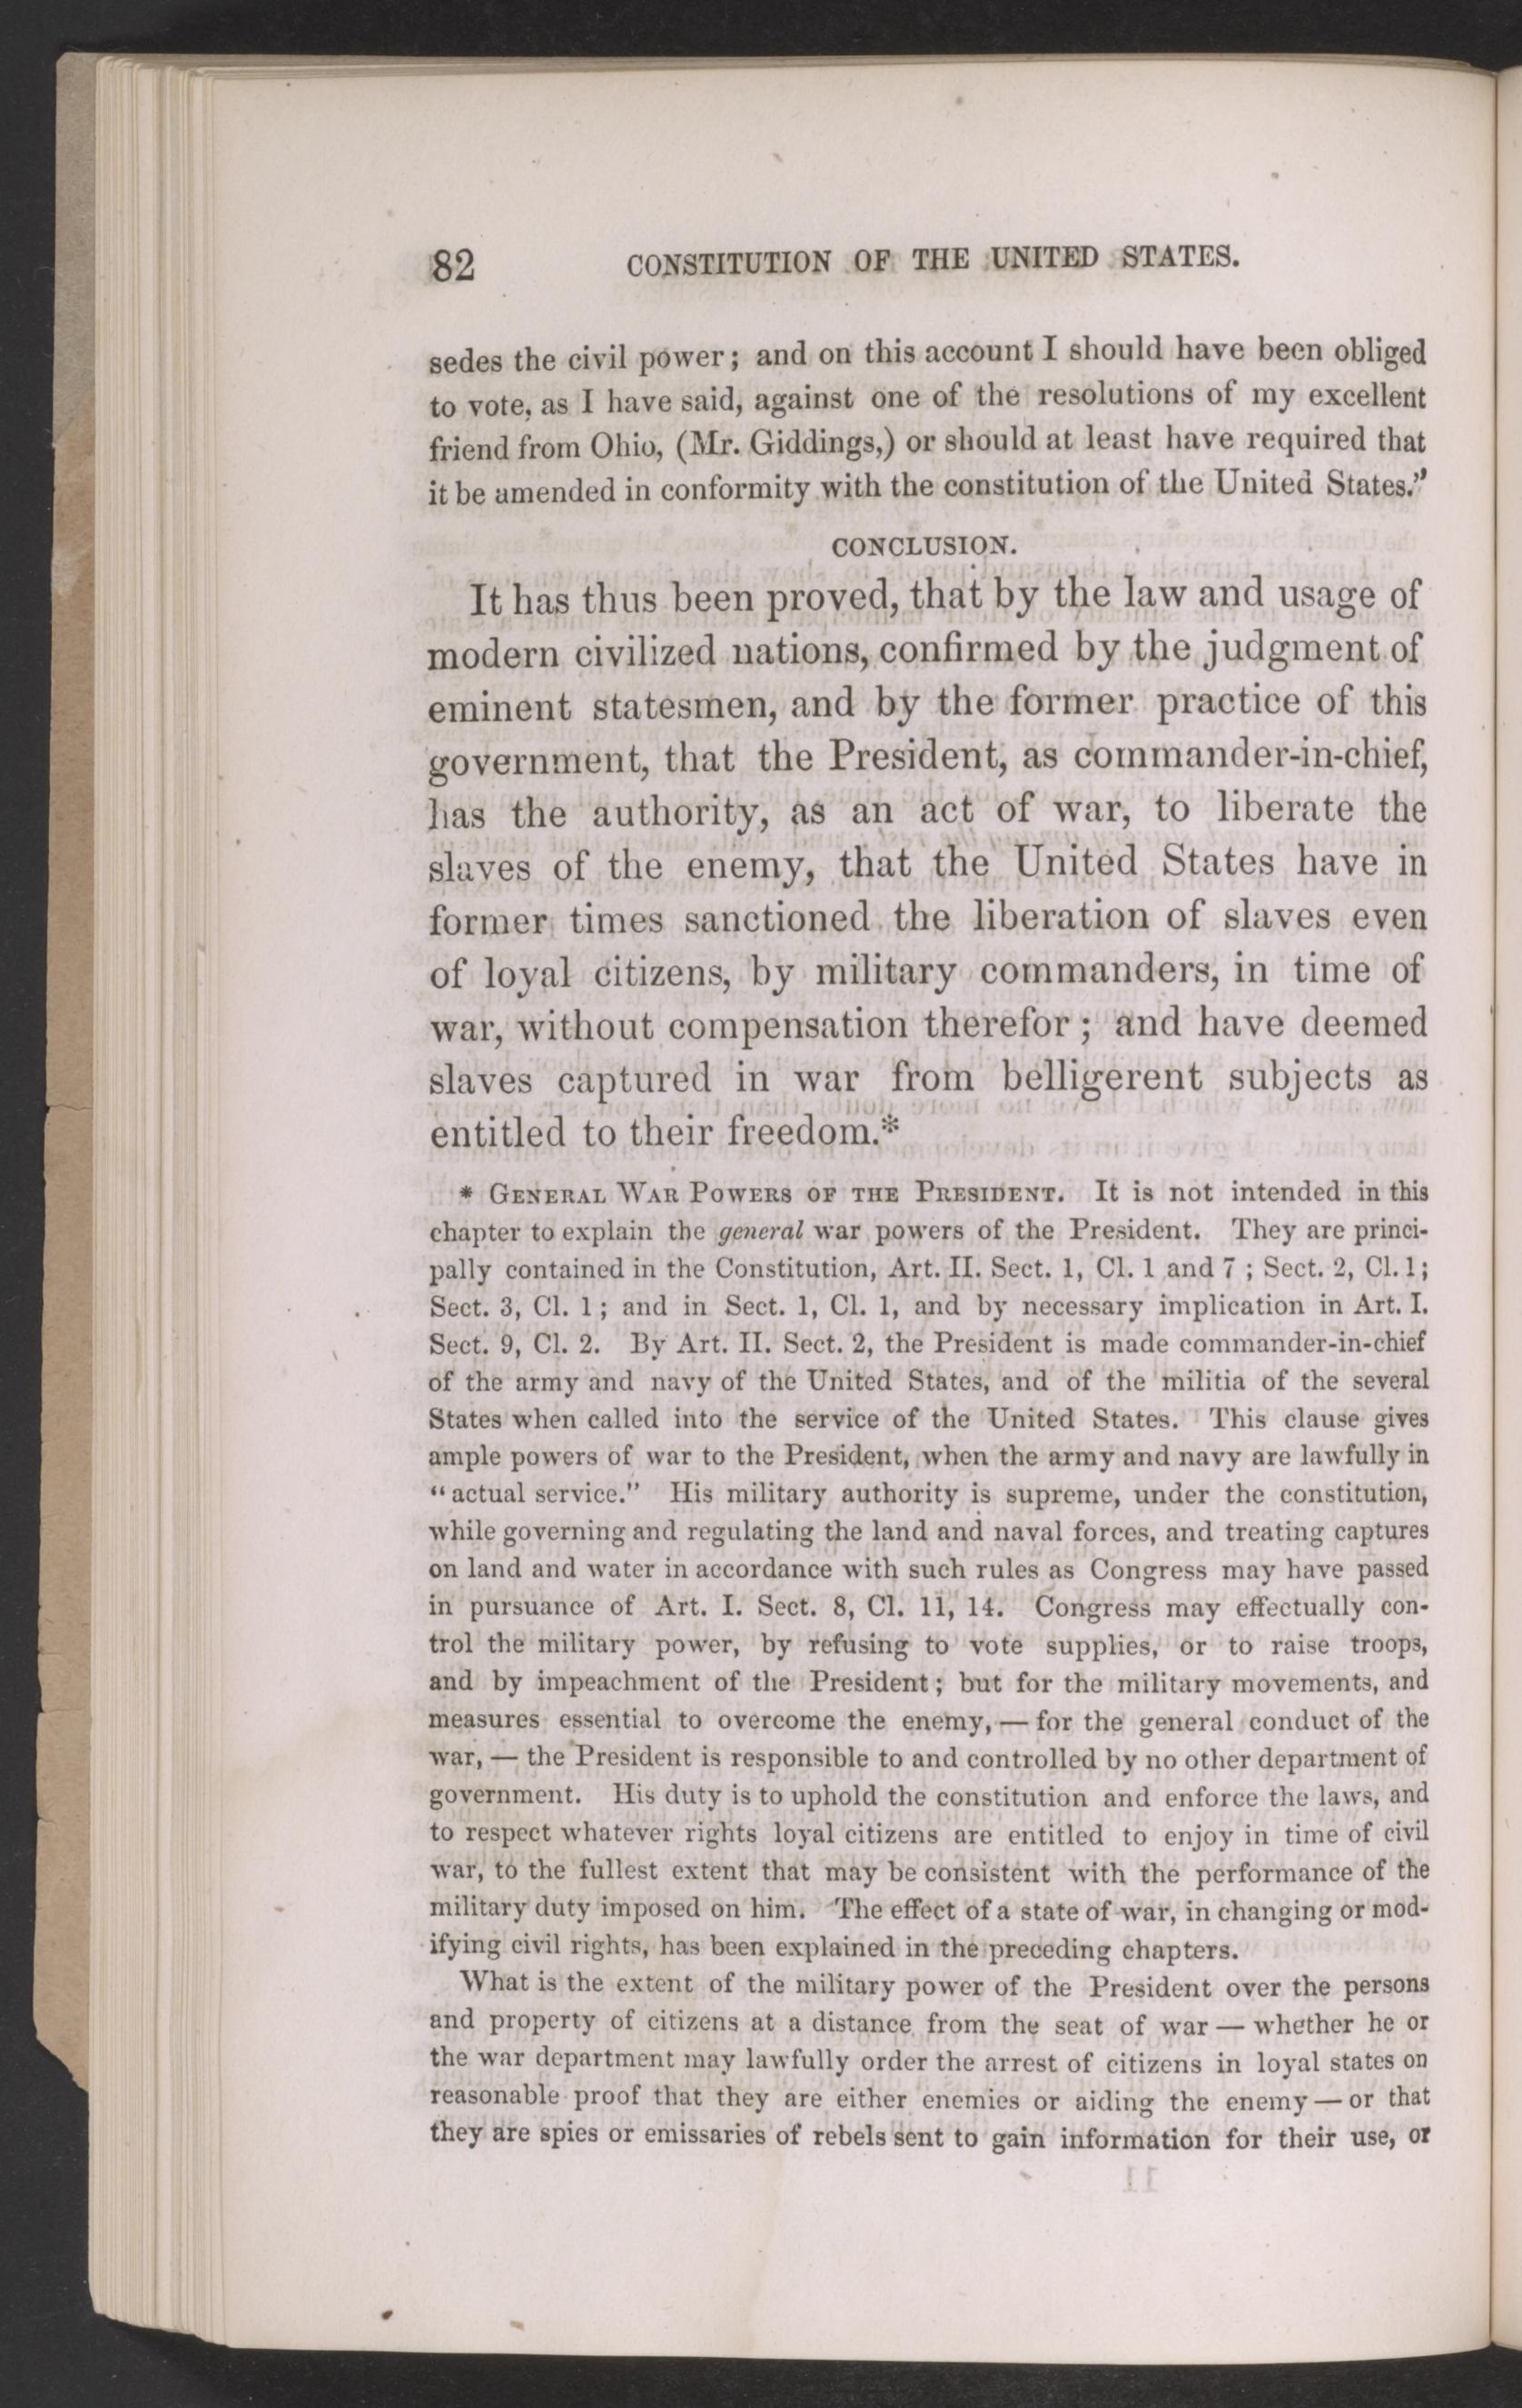 82 CONSTITUTION OF THE UNITED STATES.
sedes the civil power; and on this account I should have been obliged
to vote, as I have said, against one of the resolutions of my excellent
friend from Ohio, (Mr. Giddings,) or should at least have required that
it be amended in conformity with the constitution of the United States.”
CONCLUSION.
It has thus been proved, that by the law and usage of
modern civilized nations, confirmed by the judgment of
eminent statesmen, and by the former practice of this
government, that the President, as commander-in-chief,
has the authority, as an act of war, to liberate the
slaves of the enemy, that the United States have in
former times sanctioned the liberation of slaves even
of loyal citizens, by military commanders, in time of
war, without compensation therefor; and have deemed
slaves captured in war from belligerent subjects as
entitled to their freedom.*
* GENERAL WAR POWERS OF THE PRESIDENT. It is not intended in this
chapter to explain the general war powers of the President. They are princi-
pally contained in the Constitution, Art. II. Sect. 1, Cl. 1 and 7; Sect. 2, Cl. 1;
Sect. 3, Cl. 1; and in Sect. 1, Cl. 1, and by necessary implication in Art. I.
Sect. 9, Cl. 2. By Art. II. Sect. 2, the President is made commander-in-chief
of the army and navy of the United States, and of the militia of the several
States when called into the service of the United States. This clause gives
ample powers of war to the President, when the army and navy are lawfully in
“actual service.” His military authority is supreme, under the constitution,
while governing and regulating the land and naval forces, and treating captures
on land and water in accordance with such rules as Congress may have passed
in pursuance of Art. I. Sect. 8, Cl. 11, 14. Congress may effectually con-
trol the military power, by refusing to vote supplies, or to raise troops,
and by impeachment of the President; but for the military movements, and
measures essential to overcome the enemy, — for the general conduct of the
war, — the President is responsible to and controlled by no other department of
government. His duty is to uphold the constitution and enforce the laws, and
to respect whatever rights loyal citizens are entitled to enjoy in time of civil
war, to the fullest extent that may be consistent with the performance of the
military duty imposed on him. The effect of a state of war, in changing or mod-
ifying civil rights, has been explained in the preceding chapters.
What is the extent of the military power of the President over the persons
and property of citizens at a distance from the seat of war — whether he or
the war department may lawfully order the arrest of citizens in loyal states on
reasonable proof that they are either enemies or aiding the enemy — or that
they are spies or emissaries of rebels sent to gain information for their use, or